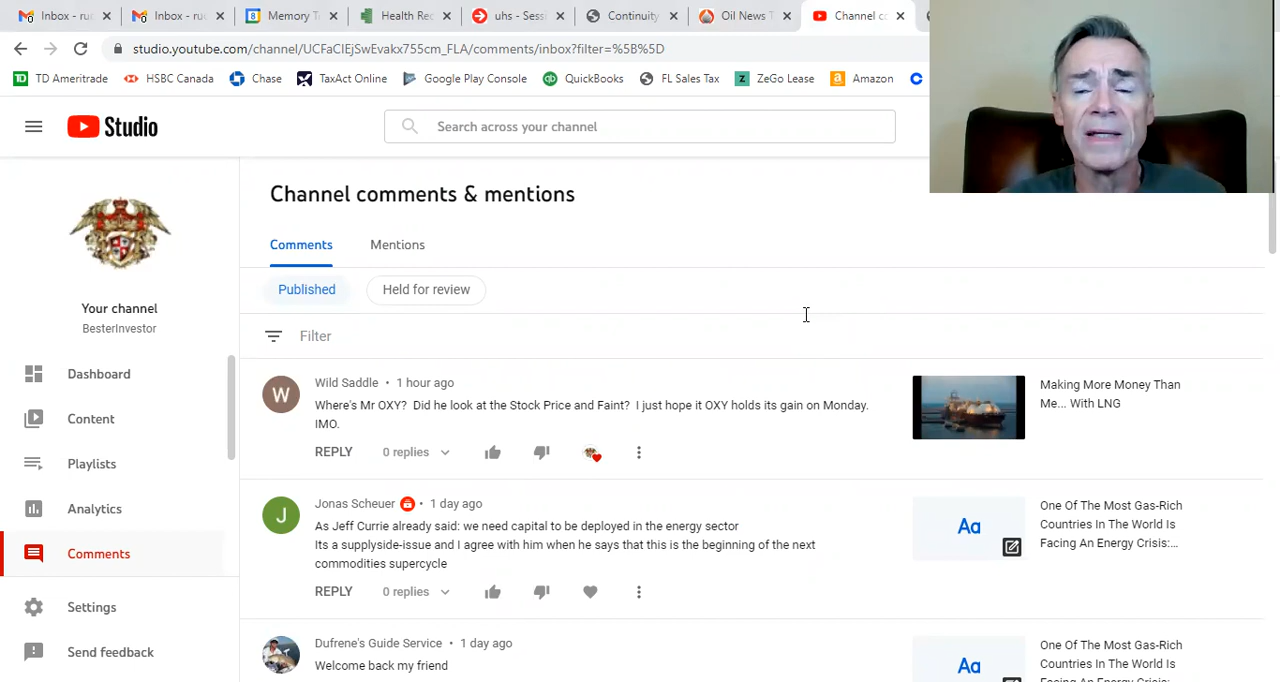 Inbox - ru
Inbox - ru
Memory T
Health Rec
uhs - Sessi
Continuity
Oil News T
Channel co
studio.youtube.com/channel/UCFaCIEjSwEvakx755cm_FLA/comments/inbox?filter=%5B%5D
TD Ameritrade
HSBC Canada
Chase
TaxAct Online
Google Play Console
QuickBooks
FL Sales Tax
ZeGo Lease
Amazon
Studio
Search across your channel
Your channel
BesterInvestor
Dashboard
Content
Playlists
Analytics
Comments
Settings
Send feedback
Channel comments & mentions
Comments
Mentions
Published
Held for review
Filter
W
Wild Saddle • 1 hour ago
Where's Mr OXY? Did he look at the Stock Price and Faint? I just hope it OXY holds its gain on Monday.
IMO.
REPLY
0 replies
Making More Money Than
Me... With LNG
J
Jonas Scheuer • 1 day ago
As Jeff Currie already said: we need capital to be deployed in the energy sector
Its a supplyside-issue and I agree with him when he says that this is the beginning of the next
commodities supercycle
REPLY
0 replies
Aa
One Of The Most Gas-Rich
Countries In The World Is
Facing An Energy Crisis:...
Dufrene's Guide Service • 1 day ago
Welcome back my friend
Aa
One Of The Most Gas-Rich
Countries In The World Is